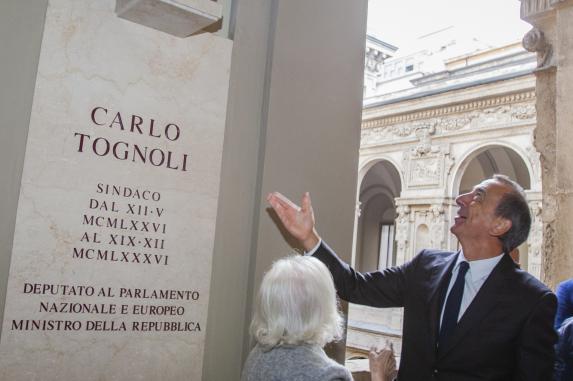 CARLO
TOGNOLI
SINDACO
DAL XII·V
MCMLXXVI
AL XIX·XII
MCMLXXXVI
DEPUTATO AL PARLAMENTO
NAZIONALE E EUROPEO
MINISTRO DELLA REPUBBLICA